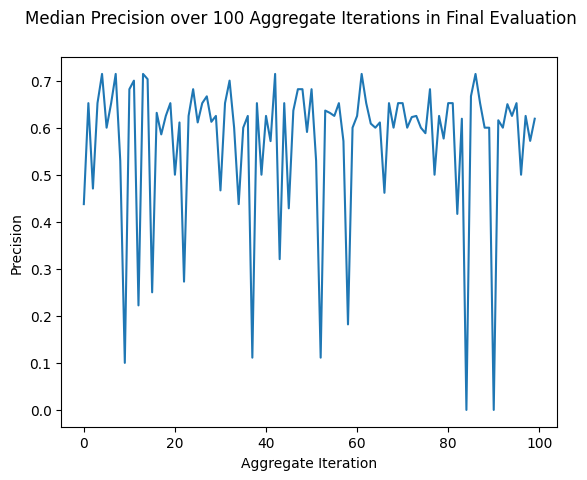 Median Precision over 100 Aggregate Iterations in Final Evaluation
0.7
0.6
0.5
0.4
0.3
0.2
0.1
0.0
Precision
0 20 40 60 80 100
Aggregate Iteration